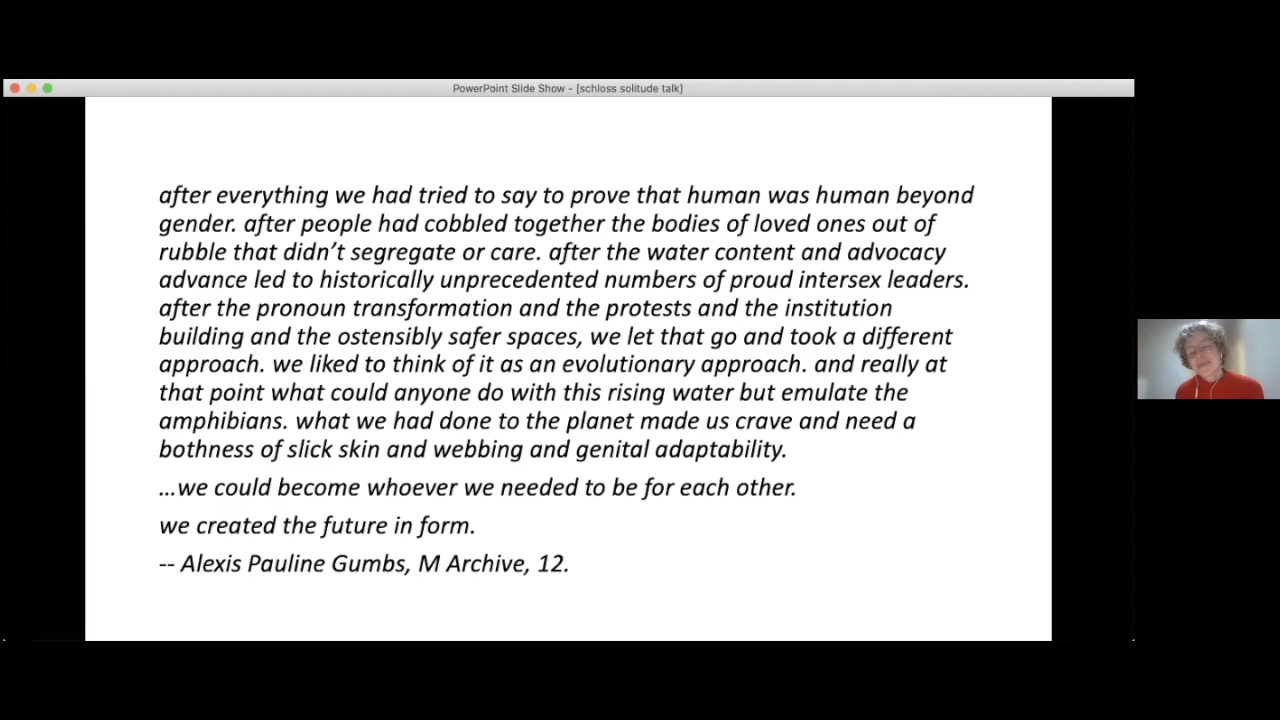 PowerPoint Slide Show - [schloss solitude talk]
after everything we had tried to say to prove that human was human beyond
gender. after people had cobbled together the bodies of loved ones out of
rubble that didn’t segregate or care. after the water content and advocacy
advance led to historically unprecedented numbers of proud intersex leaders.
after the pronoun transformation and the protests and the institution
building and the ostensibly safer spaces, we let that go and took a different
approach. we liked to think of it as an evolutionary approach. and really at
that point what could anyone do with this rising water but emulate the
amphibians. what we had done to the planet made us crave and need a
bothness of slick skin and webbing and genital adaptability.
…we could become whoever we needed to be for each other.
we created the future in form.
-- Alexis Pauline Gumbs, M Archive, 12.